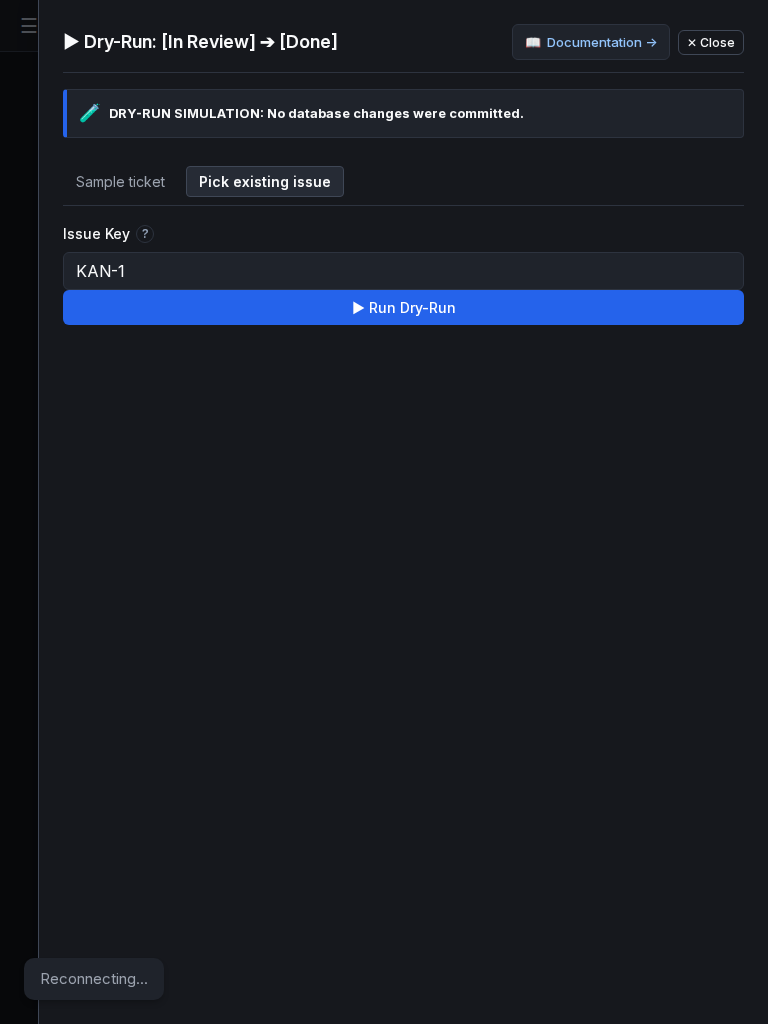 ☰
▶ Dry-Run: [In Review] ➔ [Done]
📖 Documentation →
✕ Close
🧪 DRY-RUN SIMULATION: No database changes were committed.
Sample ticket
Pick existing issue
Issue Key ?
KAN-1
▶ Run Dry-Run
Reconnecting...